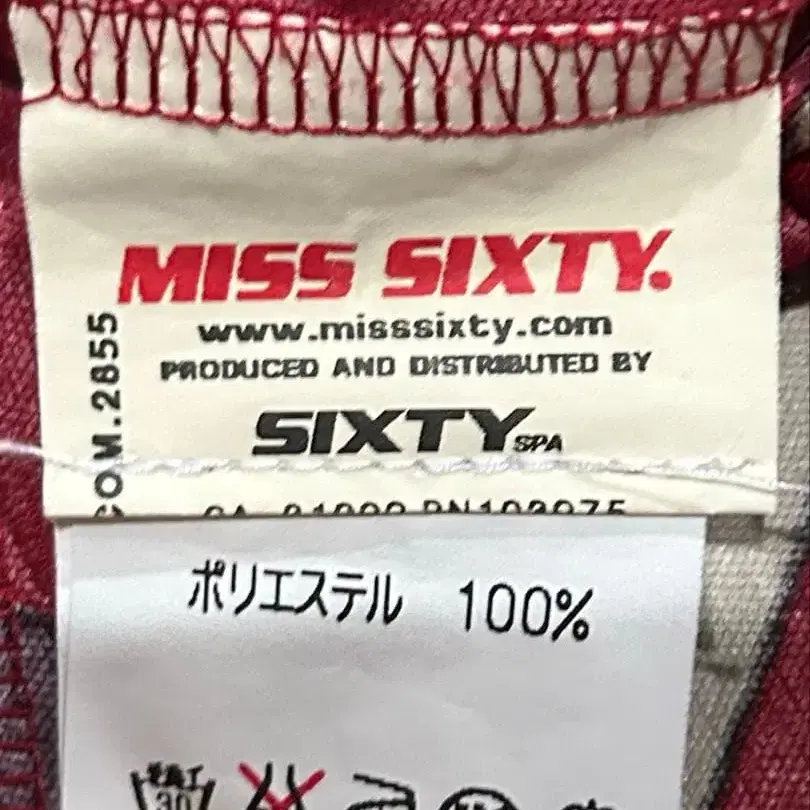 MISS SIXTY.
www.misssixty.com
PRODUCED AND DISTRIBUTED BY
SIXTY SPA
COM.2855
ポリエステル 100%
30